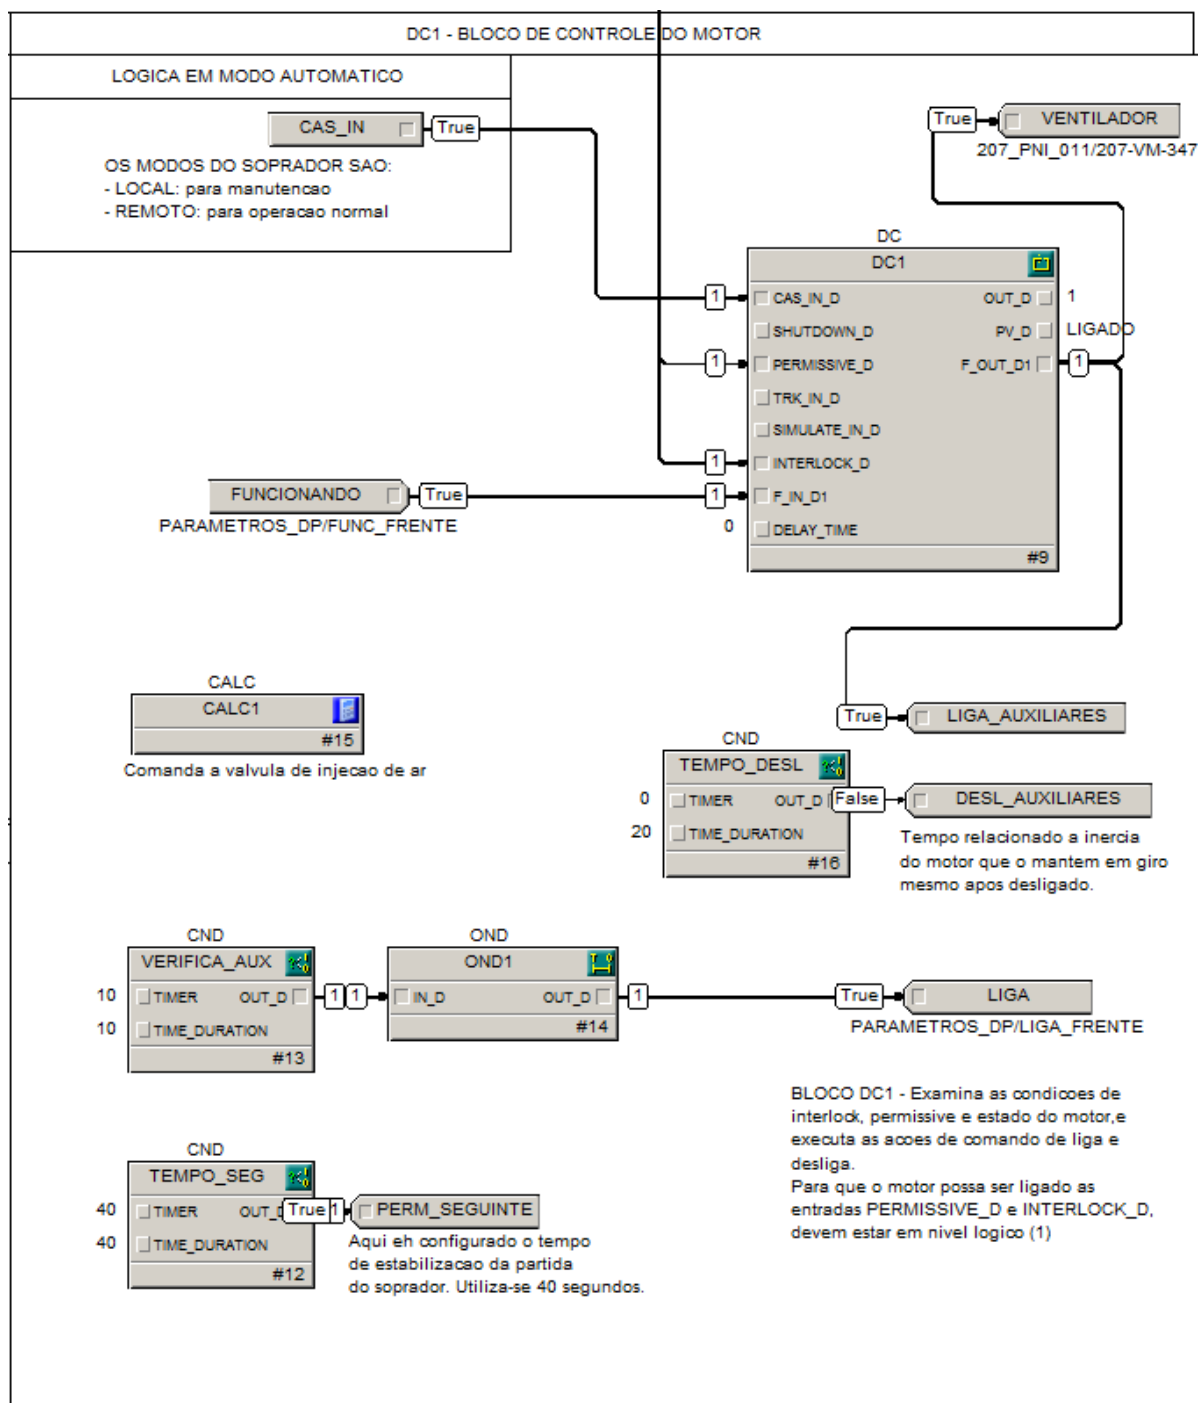 DC1 - BLOCO DE CONTROLE DO MOTOR
LOGICA EM MODO AUTOMATICO
CAS_IN
True
OS MODOS DO SOPRADOR SAO:
- LOCAL: para manutencao
- REMOTO: para operacao normal
True
VENTILADOR
207_PNI_011/207-VM-347
DC
DC1
1
CAS_IN_D
OUT_D
1
SHUTDOWN_D
PV_D
LIGADO
1
PERMISSIVE_D
F_OUT_D1
1
TRK_IN_D
SIMULATE_IN_D
1
INTERLOCK_D
FUNCIONANDO
True
1
F_IN_D1
PARAMETROS_DP/FUNC_FRENTE
0
DELAY_TIME
#9
CALC
CALC1
#15
Comanda a valvula de injecao de ar
True
LIGA_AUXILIARES
CND
TEMPO_DESL
0
TIMER
OUT_D
False
DESL_AUXILIARES
20
TIME_DURATION
#16
Tempo relacionado a inercia
do motor que o mantem em giro
mesmo apos desligado.
CND
VERIFICA_AUX
10
TIMER
OUT_D
1
1
10
TIME_DURATION
#13
OND
OND1
IN_D
OUT_D
1
#14
True
LIGA
PARAMETROS_DP/LIGA_FRENTE
BLOCO DC1 - Examina as condicoes de
interlock, permissive e estado do motor,e
executa as acoes de comando de liga e
desliga.
Para que o motor possa ser ligado as
entradas PERMISSIVE_D e INTERLOCK_D,
devem estar em nivel logico (1)
CND
TEMPO_SEG
40
TIMER
OUT_D
True
1
PERM_SEGUINTE
40
TIME_DURATION
#12
Aqui eh configurado o tempo
de estabilizacao da partida
do soprador. Utiliza-se 40 segundos.